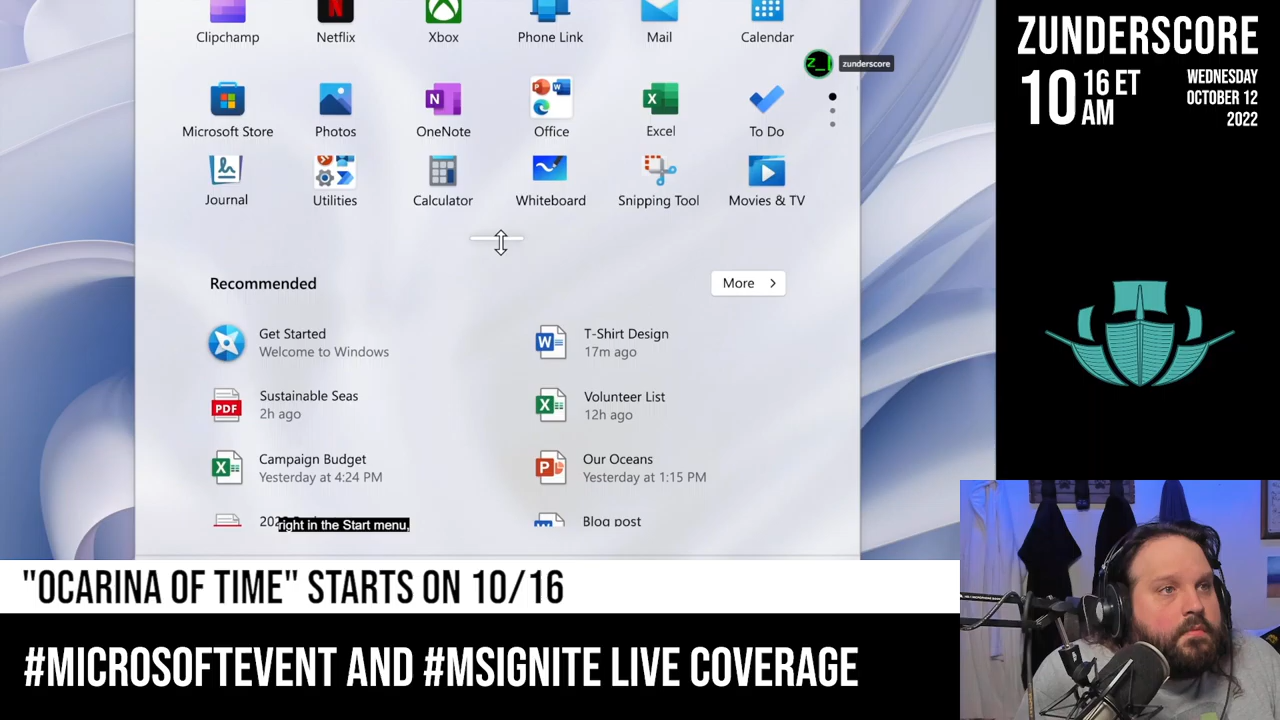 Clipchamp
Netflix
Xbox
Phone Link
Mail
Calendar
zunderscore
Microsoft Store
Photos
OneNote
Office
Excel
To Do
Journal
Utilities
Calculator
Whiteboard
Snipping Tool
Movies & TV
Recommended
More
Get Started
Welcome to Windows
T-Shirt Design
17m ago
Sustainable Seas
2h ago
Volunteer List
12h ago
Campaign Budget
Yesterday at 4:24 PM
Our Oceans
Yesterday at 1:15 PM
Blog post
right in the Start menu,
ZUNDERSCORE
10 16 ET
AM
WEDNESDAY
OCTOBER 12
2022
"OCARINA OF TIME" STARTS ON 10/16
#MICROSOFTEVENT AND #MSIGNITE LIVE COVERAGE